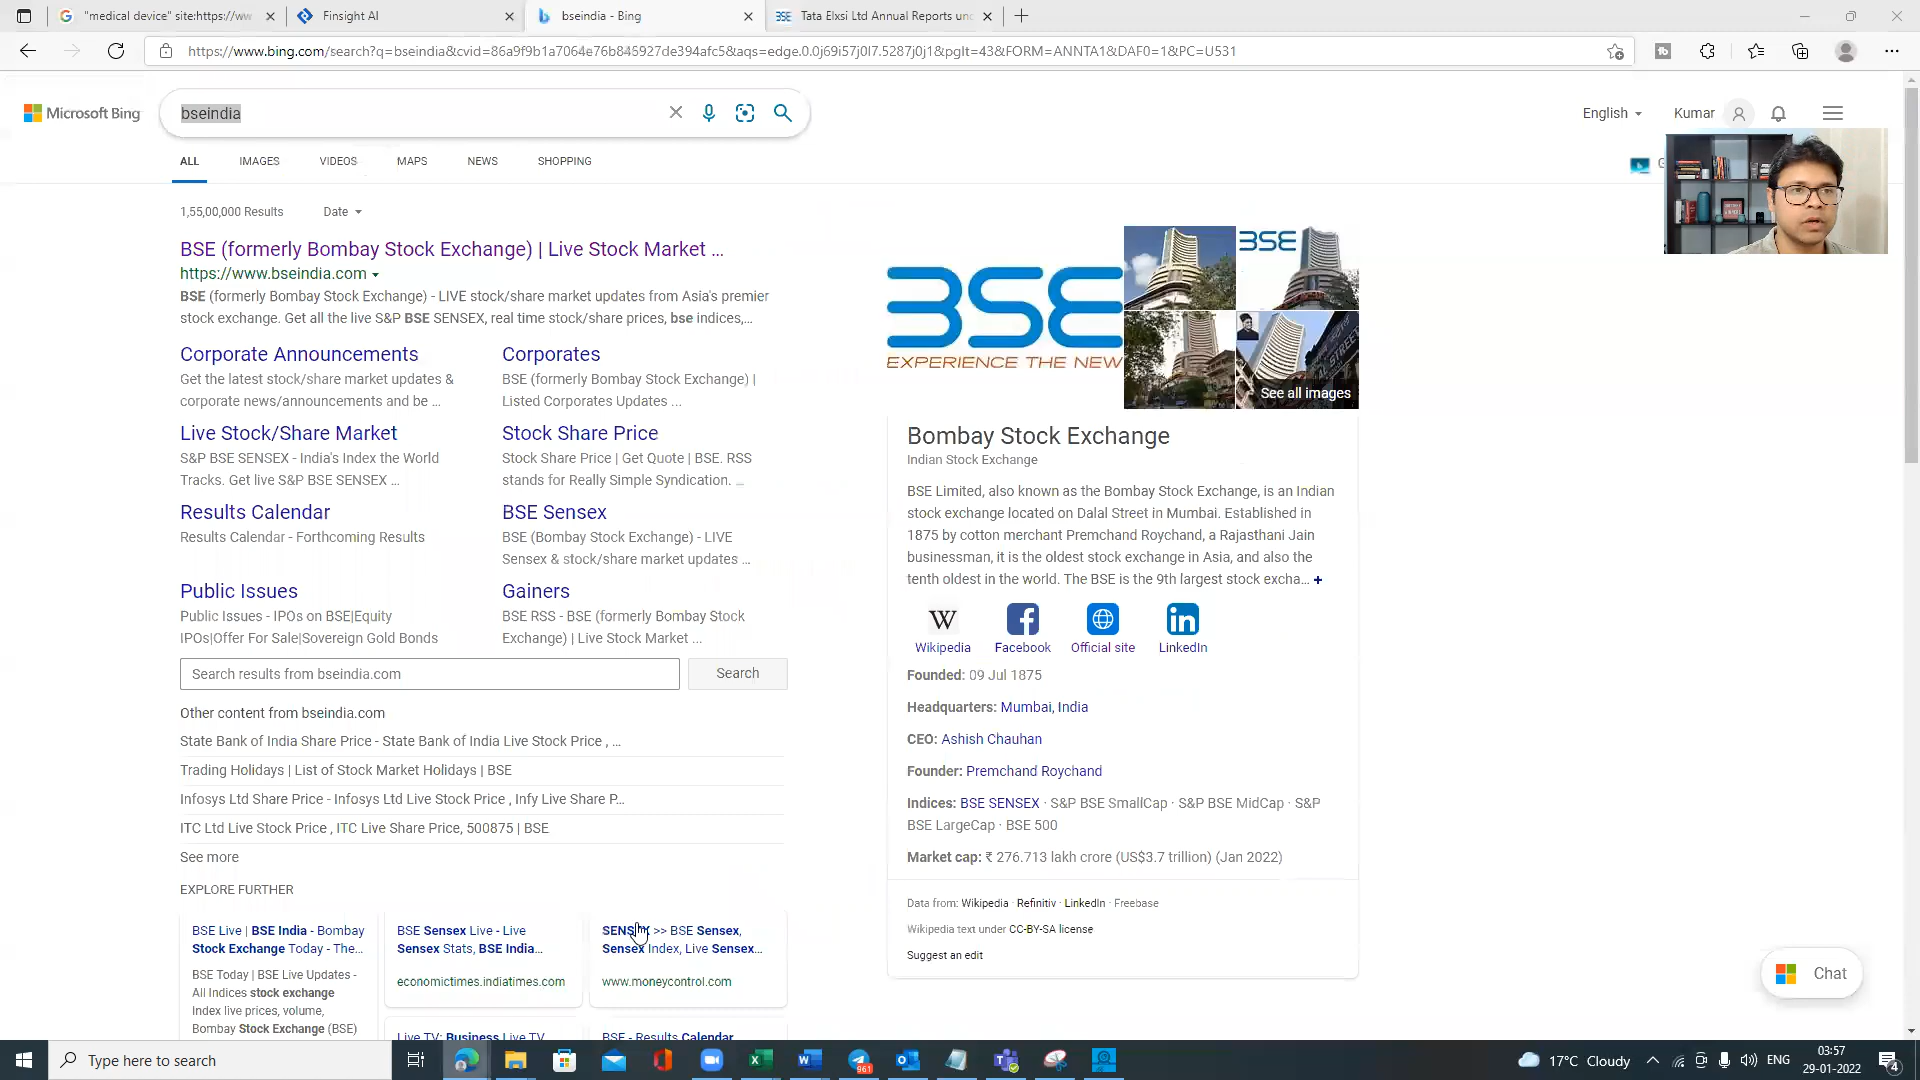 "medical device" site:https://ww
Finsight AI
bseindia - Bing
Tata Elxsi Ltd Annual Reports und
https://www.bing.com/search?q=bseindia&cvid=86a9f9b1a7064e76b846927de394afc5&aqs=edge.0.0j69i57j0l7.5287j0j1&pglt=43&FORM=ANNTA1&DAF0=1&PC=U531
Microsoft Bing
bseindia
English
Kumar
ALL
IMAGES
VIDEOS
MAPS
NEWS
SHOPPING
1,55,00,000 Results
Date
BSE (formerly Bombay Stock Exchange) | Live Stock Market ...
https://www.bseindia.com
BSE (formerly Bombay Stock Exchange) - LIVE stock/share market updates from Asia's premier
stock exchange. Get all the live S&P BSE SENSEX, real time stock/share prices, bse indices,...
Corporate Announcements
Get the latest stock/share market updates &
corporate news/announcements and be ...
Corporates
BSE (formerly Bombay Stock Exchange) |
Listed Corporates Updates ...
Live Stock/Share Market
S&P BSE SENSEX - India's Index the World
Tracks. Get live S&P BSE SENSEX ...
Stock Share Price
Stock Share Price | Get Quote | BSE. RSS
stands for Really Simple Syndication. ...
Results Calendar
Results Calendar - Forthcoming Results
BSE Sensex
BSE (Bombay Stock Exchange) - LIVE
Sensex & stock/share market updates ...
Public Issues
Public Issues - IPOs on BSE|Equity
IPOs|Offer For Sale|Sovereign Gold Bonds
Gainers
BSE RSS - BSE (formerly Bombay Stock
Exchange) | Live Stock Market ...
Search results from bseindia.com
Search
Other content from bseindia.com
State Bank of India Share Price - State Bank of India Live Stock Price , ...
Trading Holidays | List of Stock Market Holidays | BSE
Infosys Ltd Share Price - Infosys Ltd Live Stock Price , Infy Live Share P...
ITC Ltd Live Stock Price , ITC Live Share Price, 500875 | BSE
See more
EXPLORE FURTHER
BSE Live | BSE India - Bombay
Stock Exchange Today - The...
BSE Today | BSE Live Updates -
All Indices stock exchange
Index live prices, volume,
Bombay Stock Exchange (BSE)
BSE Sensex Live - Live
Sensex Stats, BSE India...
economictimes.indiatimes.com
SENSEX >> BSE Sensex,
Sensex Index, Live Sensex...
www.moneycontrol.com
Live TV: Business Live TV
BSE - Results Calendar
BSE
EXPERIENCE THE NEW
BSE
See all images
Bombay Stock Exchange
Indian Stock Exchange
BSE Limited, also known as the Bombay Stock Exchange, is an Indian
stock exchange located on Dalal Street in Mumbai. Established in
1875 by cotton merchant Premchand Roychand, a Rajasthani Jain
businessman, it is the oldest stock exchange in Asia, and also the
tenth oldest in the world. The BSE is the 9th largest stock excha... +
Wikipedia
Facebook
Official site
LinkedIn
Founded: 09 Jul 1875
Headquarters: Mumbai, India
CEO: Ashish Chauhan
Founder: Premchand Roychand
Indices: BSE SENSEX · S&P BSE SmallCap · S&P BSE MidCap · S&P
BSE LargeCap · BSE 500
Market cap: ₹ 276.713 lakh crore (US$3.7 trillion) (Jan 2022)
Data from: Wikipedia · Refinitiv · LinkedIn · Freebase
Wikipedia text under CC-BY-SA license
Suggest an edit
Chat
Type here to search
961
17°C Cloudy
ENG
03:57
29-01-2022
4